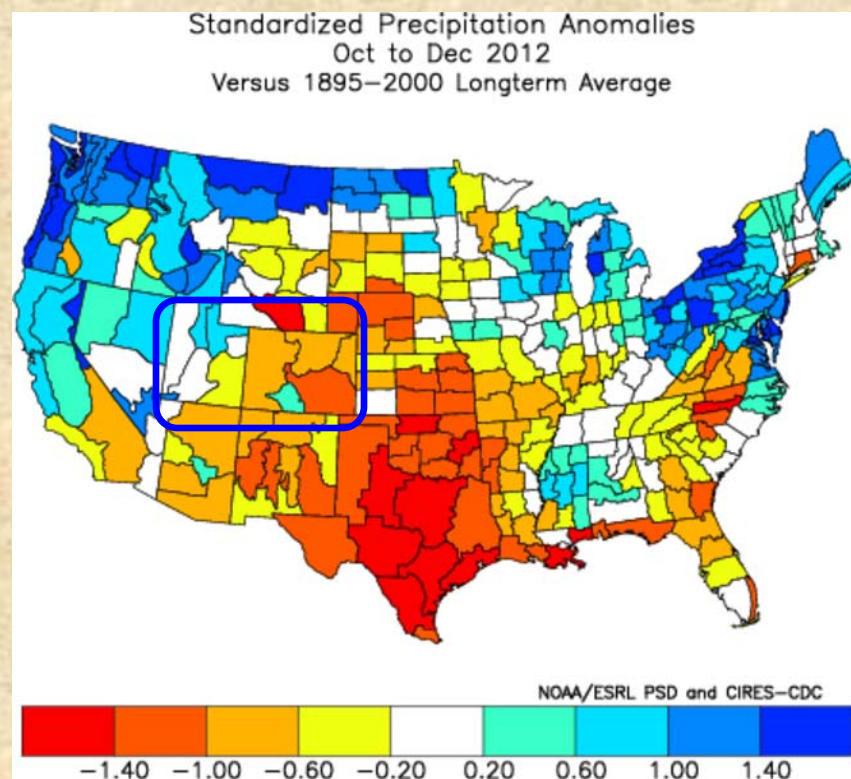 Standardized Precipitation Anomalies
Oct to Dec 2012
Versus 1895–2000 Longterm Average
NOAA/ESRL PSD and CIRES–CDC
−1.40 −1.00 −0.60 −0.20 0.20 0.60 1.00 1.40